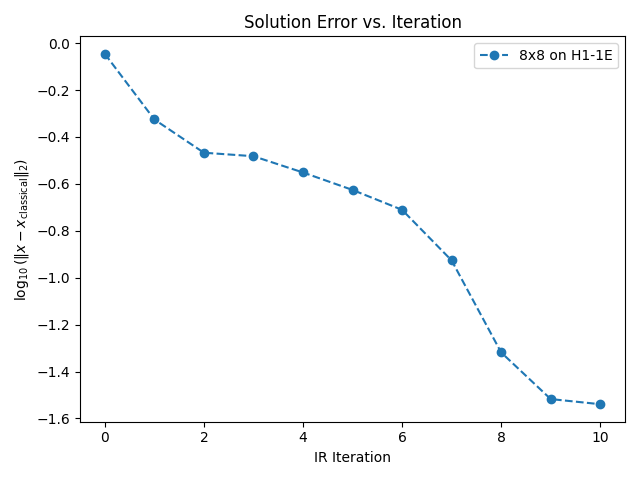 Solution Error vs. Iteration
8x8 on H1-1E
log₁₀ (‖x − x_classical‖₂)
0.0
−0.2
−0.4
−0.6
−0.8
−1.0
−1.2
−1.4
−1.6
0 2 4 6 8 10
IR Iteration